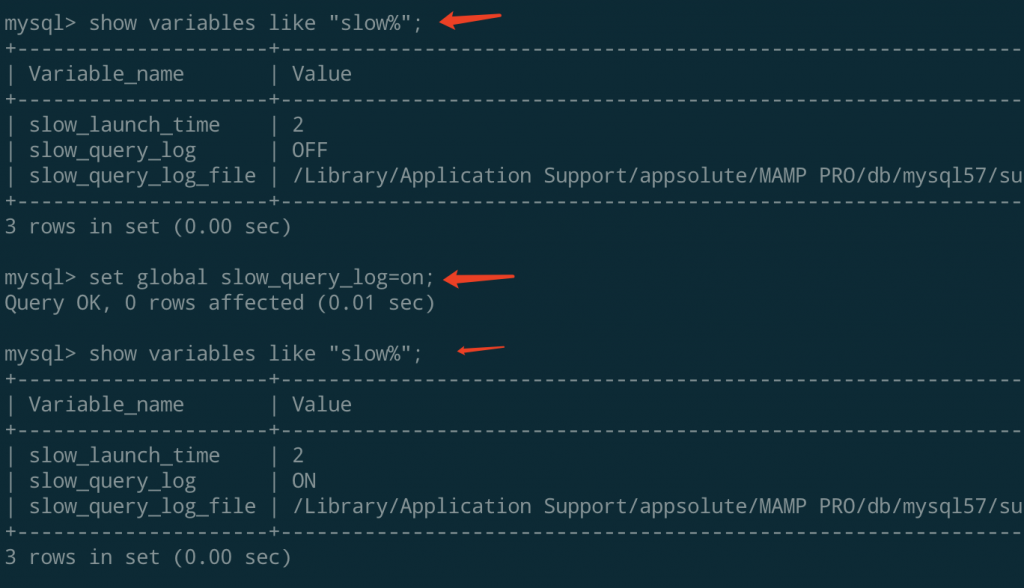 mysql> show variables like "slow%";
+---------------------+--------------------------------------------------------------
| Variable_name       | Value
+---------------------+--------------------------------------------------------------
| slow_launch_time    | 2
| slow_query_log      | OFF
| slow_query_log_file | /Library/Application Support/appsolute/MAMP PRO/db/mysql57/su
+---------------------+--------------------------------------------------------------
3 rows in set (0.00 sec)
mysql> set global slow_query_log=on;
Query OK, 0 rows affected (0.01 sec)
mysql> show variables like "slow%";
+---------------------+--------------------------------------------------------------
| Variable_name       | Value
+---------------------+--------------------------------------------------------------
| slow_launch_time    | 2
| slow_query_log      | ON
| slow_query_log_file | /Library/Application Support/appsolute/MAMP PRO/db/mysql57/su
+---------------------+--------------------------------------------------------------
3 rows in set (0.00 sec)